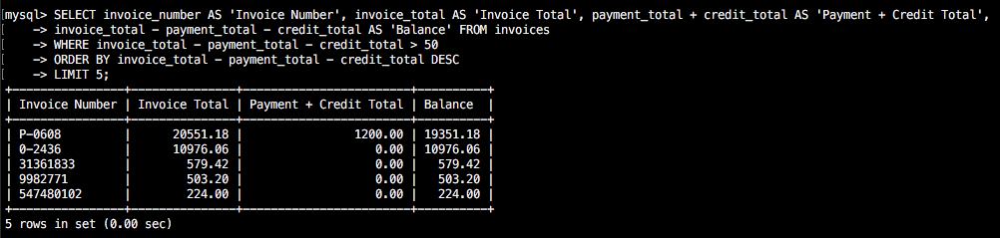 [mysql> SELECT invoice_number AS 'Invoice Number', invoice_total AS 'Invoice Total', payment_total + credit_total AS 'Payment + Credit Total',
[    -> invoice_total - payment_total - credit_total AS 'Balance' FROM invoices
[    -> WHERE invoice_total - payment_total - credit_total > 50
[    -> ORDER BY invoice_total - payment_total - credit_total DESC
[    -> LIMIT 5;
+----------------+---------------+------------------------+----------+
| Invoice Number | Invoice Total | Payment + Credit Total | Balance  |
+----------------+---------------+------------------------+----------+
| P-0608         |      20551.18 |                1200.00 | 19351.18 |
| 0-2436         |      10976.06 |                   0.00 | 10976.06 |
| 31361833       |        579.42 |                   0.00 |   579.42 |
| 9982771        |        503.20 |                   0.00 |   503.20 |
| 547480102      |        224.00 |                   0.00 |   224.00 |
+----------------+---------------+------------------------+----------+
5 rows in set (0.00 sec)